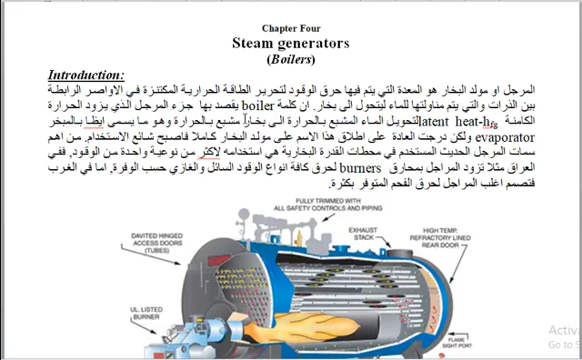 Chapter Four
Steam generators
(Boilers)
Introduction:
المرجل او مولد البخار هو المعدة التي يتم فيها حرق الوقود لتحرير الطاقة الحرارية المكتنزة في الاواصر الرابطة
بين الذرات والتي يتم مناولتها للماء ليتحول الى بخار. ان كلمة boiler يقصد بها جزء المرجل الذي يزود الحرارة
الكامنة latent heat-hfg لتحويل الماء المشبع بالحرارة الى بخاراً مشبع بالحرارة وهو ما يسمى ايظا بالمبخر
evaporator ولكن درجت العادة على اطلاق هذا الاسم على مولد البخار كاملا فاصبح شائع الاستخدام. من اهم
سمات المرجل الحديث المستخدم في محطات القدرة البخارية هي استخدامه لاكثر من نوعية واحدة من الوقود, ففي
العراق مثلا تزود المراجل بمحارق burners لحرق كافة انواع الوقود السائل والغازي حسب الوفرة, اما في الغرب
فتصمم اغلب المراجل لحرق الفحم المتوفر بكثرة.
FULLY TRIMMED WITH
ALL SAFETY CONTROLS AND PIPING
DAVITED HINGED
ACCESS DOORS
(TUBES)
EXHAUST
STACK
HIGH TEMP.
REFRACTORY LINED
REAR DOOR
UL. LISTED
BURNER
FLAME
SIGHT PORT
Activa
Go to S